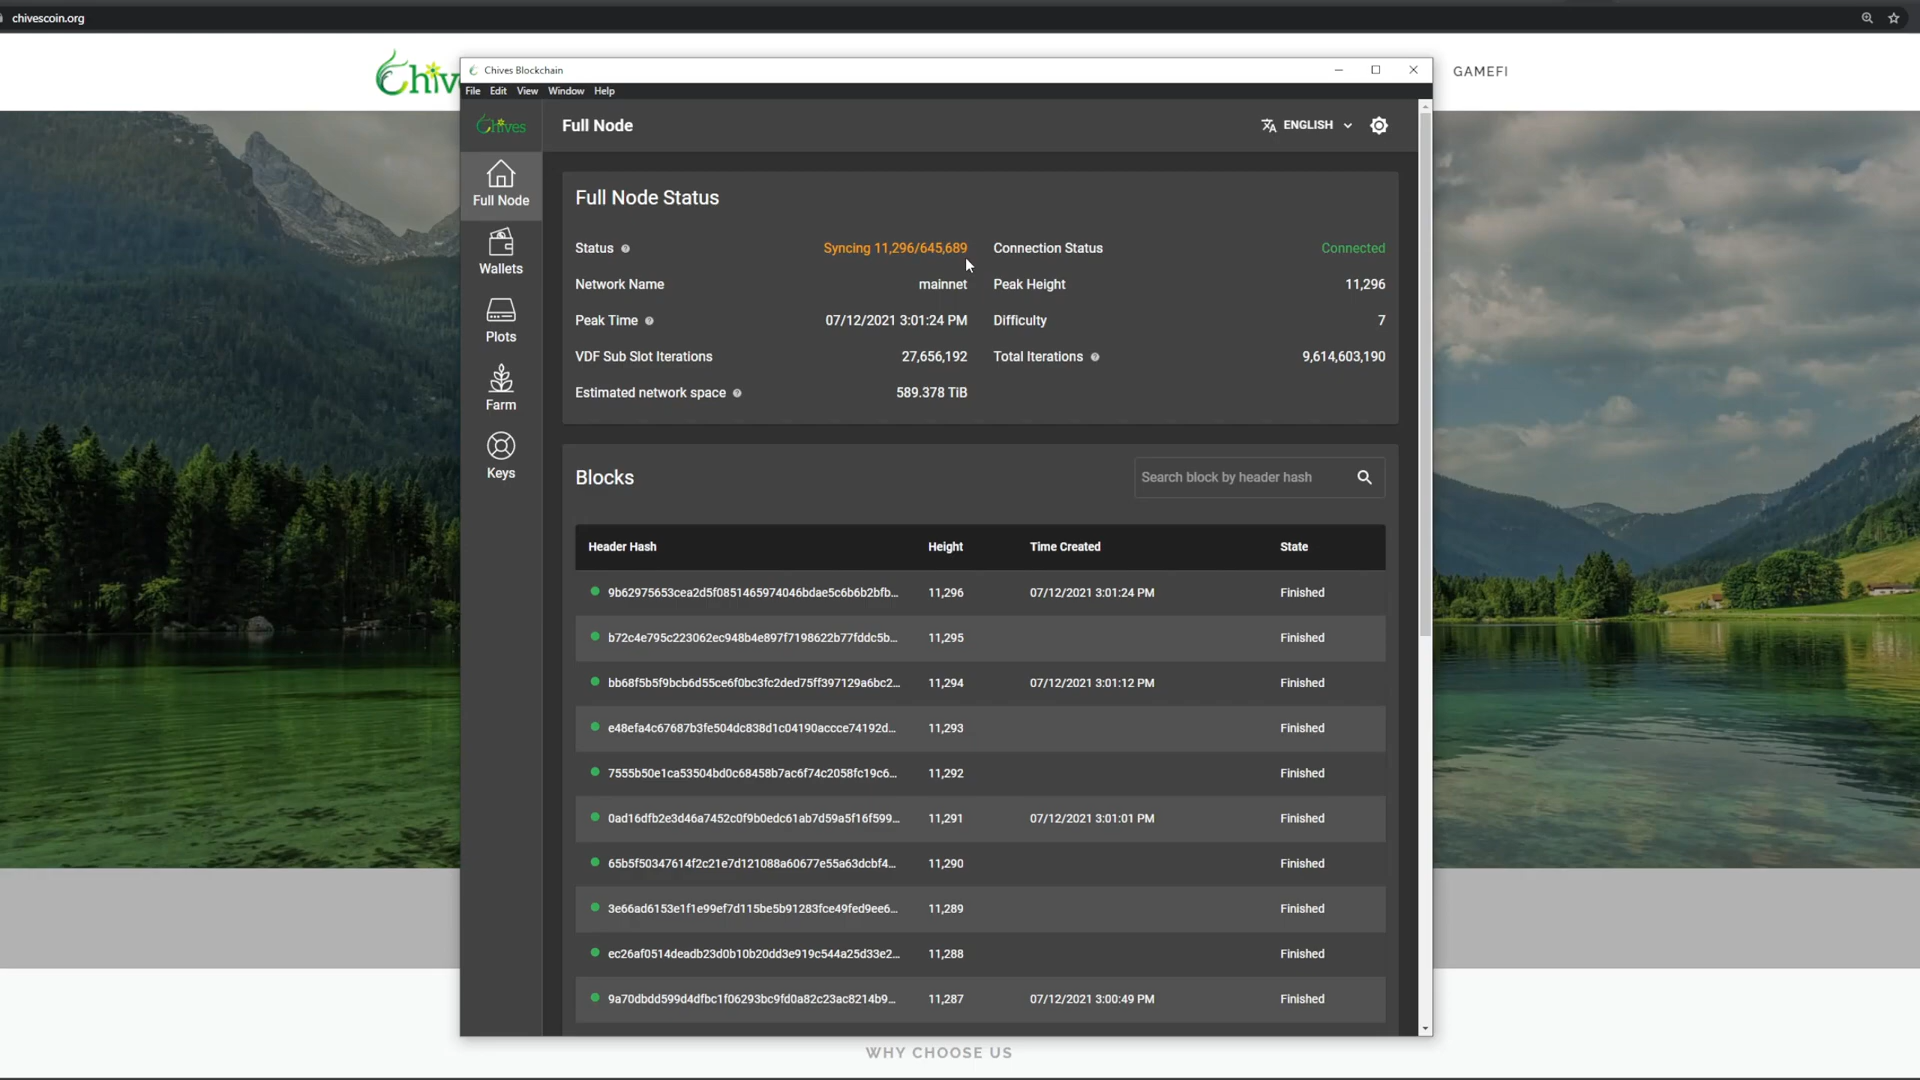 chivescoin.org
Chiv
GAMEFI
Chives Blockchain
File Edit View Window Help
Chives
Full Node
ENGLISH
Full Node
Wallets
Plots
Farm
Keys
Full Node Status
Status Syncing 11,296/645,689 Connection Status Connected
Network Name mainnet Peak Height 11,296
Peak Time 07/12/2021 3:01:24 PM Difficulty 7
VDF Sub Slot Iterations 27,656,192 Total Iterations 9,614,603,190
Estimated network space 589.378 TiB
Blocks
Search block by header hash
Header Hash Height Time Created State
9b62975653cea2d5f0851465974046bdae5c6b6b2bfb... 11,296 07/12/2021 3:01:24 PM Finished
b72c4e795c223062ec948b4e897f7198622b77fddc5b... 11,295 Finished
bb68f5b5f9bcb6d55ce6f0bc3fc2ded75ff397129a6bc2... 11,294 07/12/2021 3:01:12 PM Finished
e48efa4c67687b3fe504dc838d1c04190accce74192d... 11,293 Finished
7555b50e1ca53504bd0c68458b7ac6f74c2058fc19c6... 11,292 Finished
0ad16dfb2e3d46a7452c0f9b0edc61ab7d59a5f16f599... 11,291 07/12/2021 3:01:01 PM Finished
65b5f50347614f2c21e7d121088a60677e55a63dcbf4... 11,290 Finished
3e66ad6153e1f1e99ef7d115be5b91283fce49fed9ee6... 11,289 Finished
ec26af0514deadb23d0b10b20dd3e919c544a25d33e2... 11,288 Finished
9a70dbdd599d4dfbc1f06293bc9fd0a82c23ac8214b9... 11,287 07/12/2021 3:00:49 PM Finished
WHY CHOOSE US